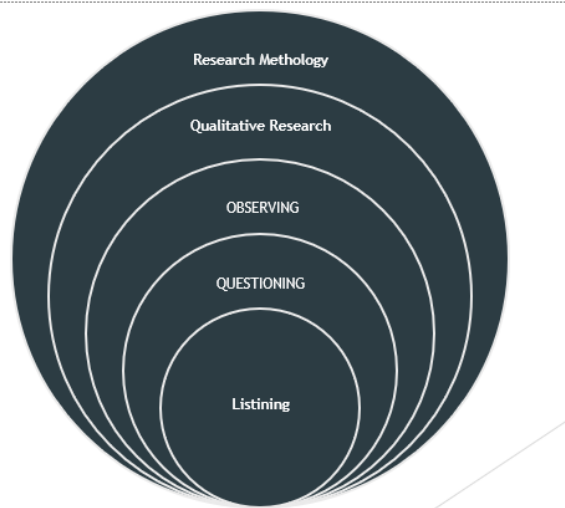 Research Methology
Qualitative Research
OBSERVING
QUESTIONING
Listining